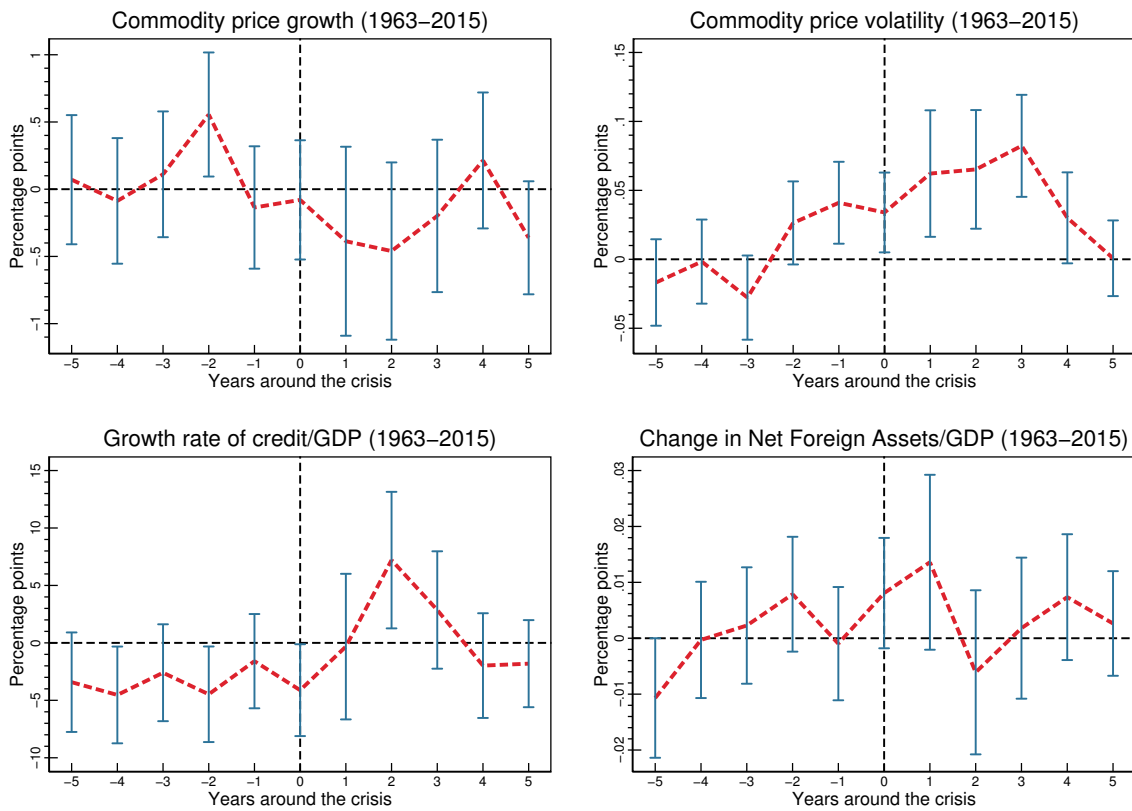 Commodity price growth (1963−2015)
Percentage points
1
.5
0
−.5
−1
−5 −4 −3 −2 −1 0 1 2 3 4 5
Years around the crisis
Commodity price volatility (1963−2015)
Percentage points
.15
.1
.05
0
−.05
−5 −4 −3 −2 −1 0 1 2 3 4 5
Years around the crisis
Growth rate of credit/GDP (1963−2015)
Percentage points
15
10
5
0
−5
−10
−5 −4 −3 −2 −1 0 1 2 3 4 5
Years around the crisis
Change in Net Foreign Assets/GDP (1963−2015)
Percentage points
.03
.02
.01
0
−.01
−.02
−5 −4 −3 −2 −1 0 1 2 3 4 5
Years around the crisis